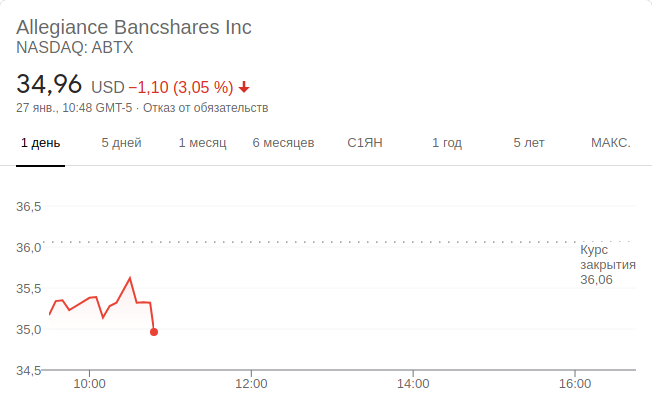 Allegiance Bancshares Inc
NASDAQ: ABTX
34,96 USD −1,10 (3,05 %)
27 янв., 10:48 GMT-5 · Отказ от обязательств
1 день 5 дней 1 месяц 6 месяцев С1ЯН 1 год 5 лет МАКС.
36,5
36,0
Курс
закрытия
36,06
35,5
35,0
34,5
10:00 12:00 14:00 16:00